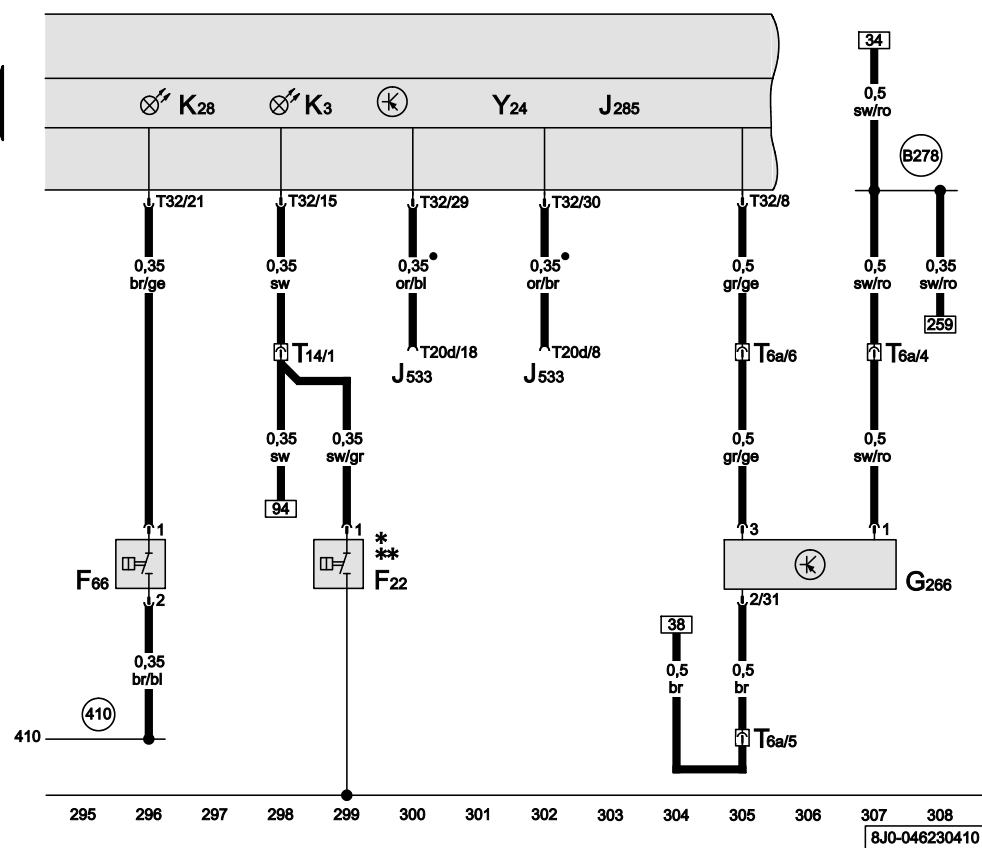 K28 K3 Y24 J285
34
0,5
sw/ro
B278
T32/21 T32/15 T32/29 T32/30 T32/8
0,35 0,35 0,35 0,35 0,5 0,5 0,35
br/ge sw or/bl or/br gr/ge sw/ro sw/ro
259
T14/1 T20d/18 T20d/8 T6a/6 T6a/4
J533 J533
0,35 0,35 0,5 0,5
sw sw/gr gr/ge sw/ro
94
1 1 * 3 1
**
F66 F22 G266
2 2/31
38
0,35 0,5 0,5
br/bl br br
410
410 T6a/5
295 296 297 298 299 300 301 302 303 304 305 306 307 308
8J0-046230410